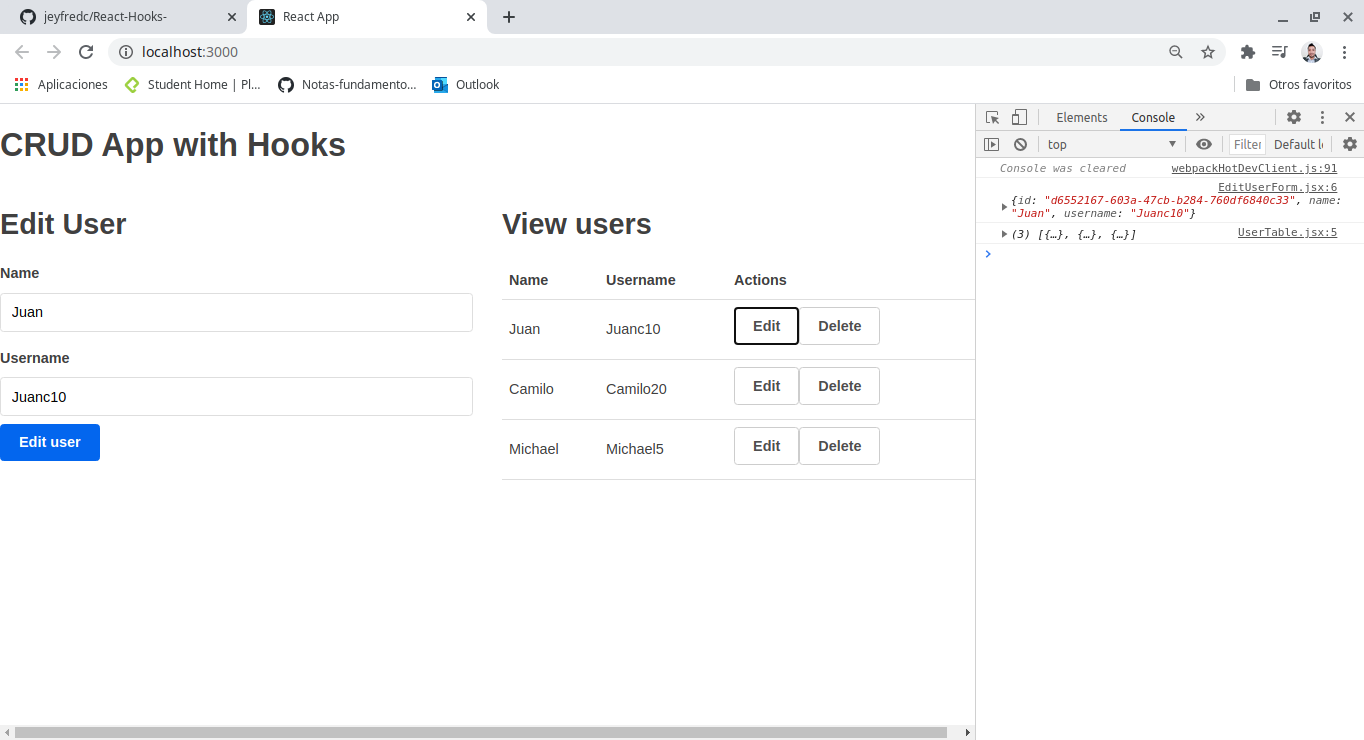 jeyfredc/React-Hooks-
React App
localhost:3000
Aplicaciones
Student Home | Pl...
Notas-fundamento...
Outlook
Otros favoritos
CRUD App with Hooks
Edit User
Name
Juan
Username
Juanc10
Edit user
View users
Name Username Actions
Juan Juanc10 Edit Delete
Camilo Camilo20 Edit Delete
Michael Michael5 Edit Delete
Elements Console »
top Filter Default l
Console was cleared webpackHotDevClient.js:91
EditUserForm.jsx:6
{id: "d6552167-603a-47cb-b284-760df6840c33", name:
"Juan", username: "Juanc10"}
(3) [{…}, {…}, {…}] UserTable.jsx:5